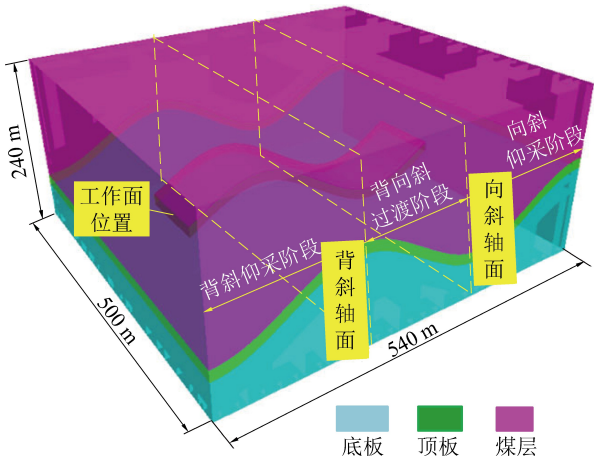 240 m
工作面
位置
500 m
540 m
背斜仰采阶段
背斜轴面
背向斜
过渡阶段
向斜轴面
向斜
仰采阶段
底板
顶板
煤层